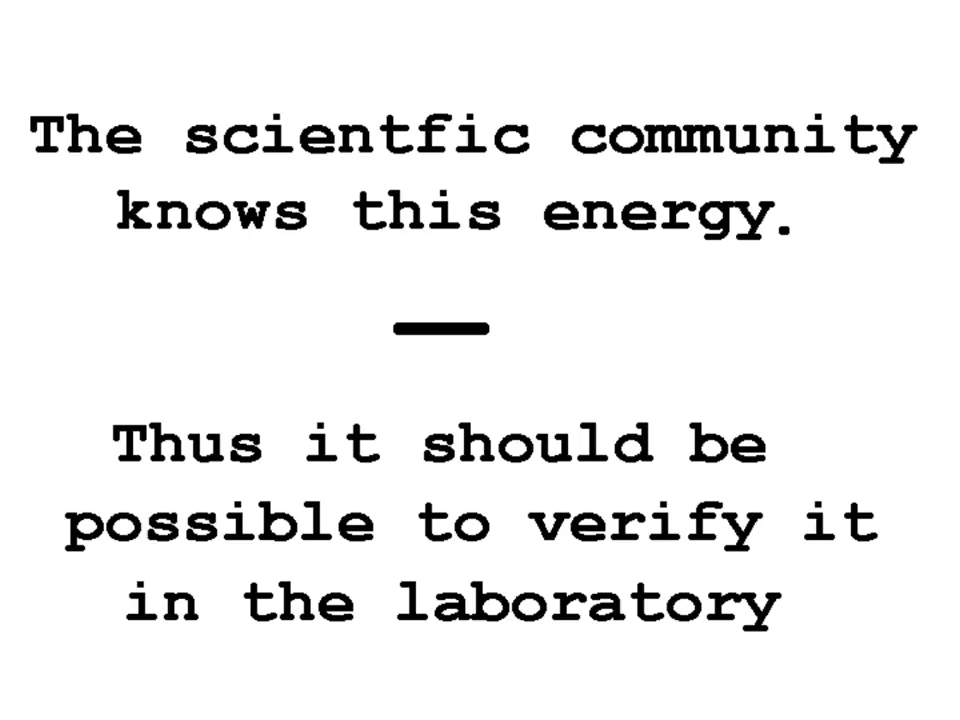 The scientfic community
knows this energy.
Thus it should be
possible to verify it
in the laboratory